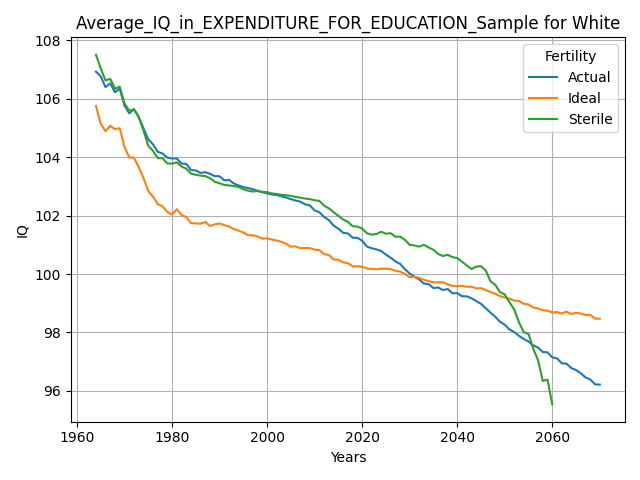 Average_IQ_in_EXPENDITURE_FOR_EDUCATION_Sample for White
108
106
104
102
100
98
96
IQ
Fertility
Actual
Ideal
Sterile
1960
1980
2000
2020
2040
2060
Years